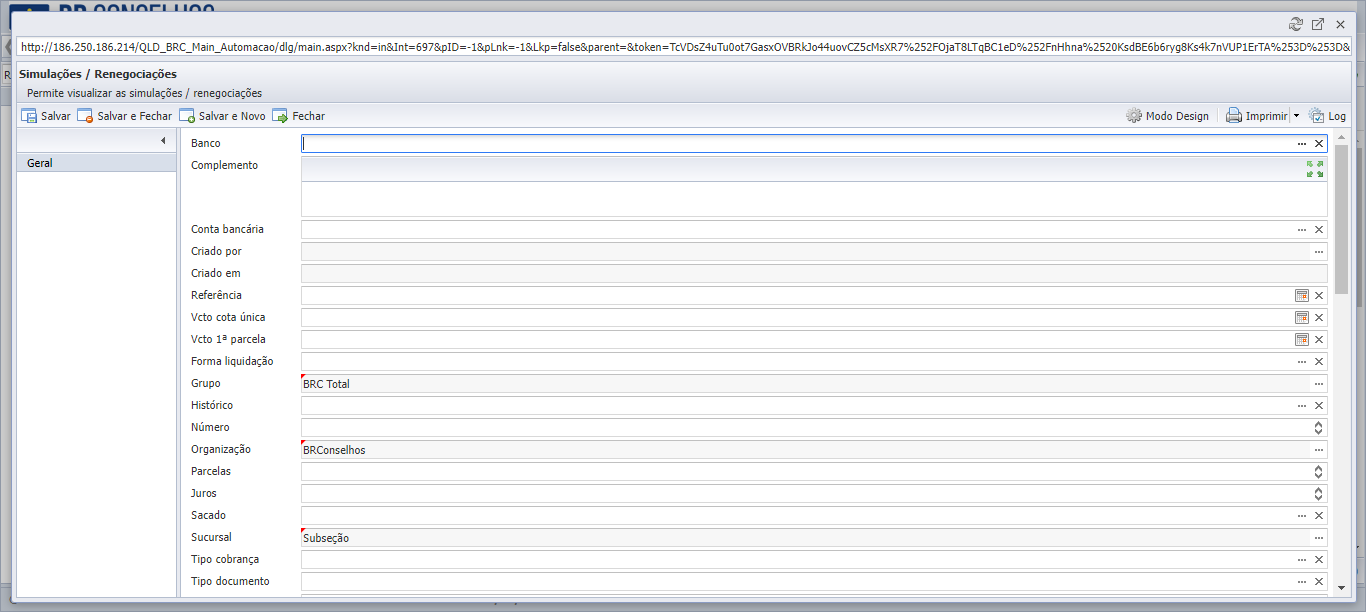 BR CONSELHOS
http://186.250.186.214/QLD_BRC_Main_Automacao/dlg/main.aspx?knd=in&Int=697&pID=-1&pLnk=-1&Lkp=false&parent=&token=TcVDsZ4uTu0ot7GasxOVBRkJo44uovCZ5cMsXR7%252FOjaT8LTqBC1eD%252FnHhna%2520KsdBE6b6ryg8Ks4k7nVUP1ErTA%253D%253D&
Simulações / Renegociações
Permite visualizar as simulações / renegociações
Salvar Salvar e Fechar Salvar e Novo Fechar Modo Design Imprimir Log
Geral
Banco
Complemento
Conta bancária
Criado por
Criado em
Referência
Vcto cota única
Vcto 1ª parcela
Forma liquidação
Grupo BRC Total
Histórico
Número
Organização BRConselhos
Parcelas
Juros
Sacado
Sucursal Subseção
Tipo cobrança
Tipo documento